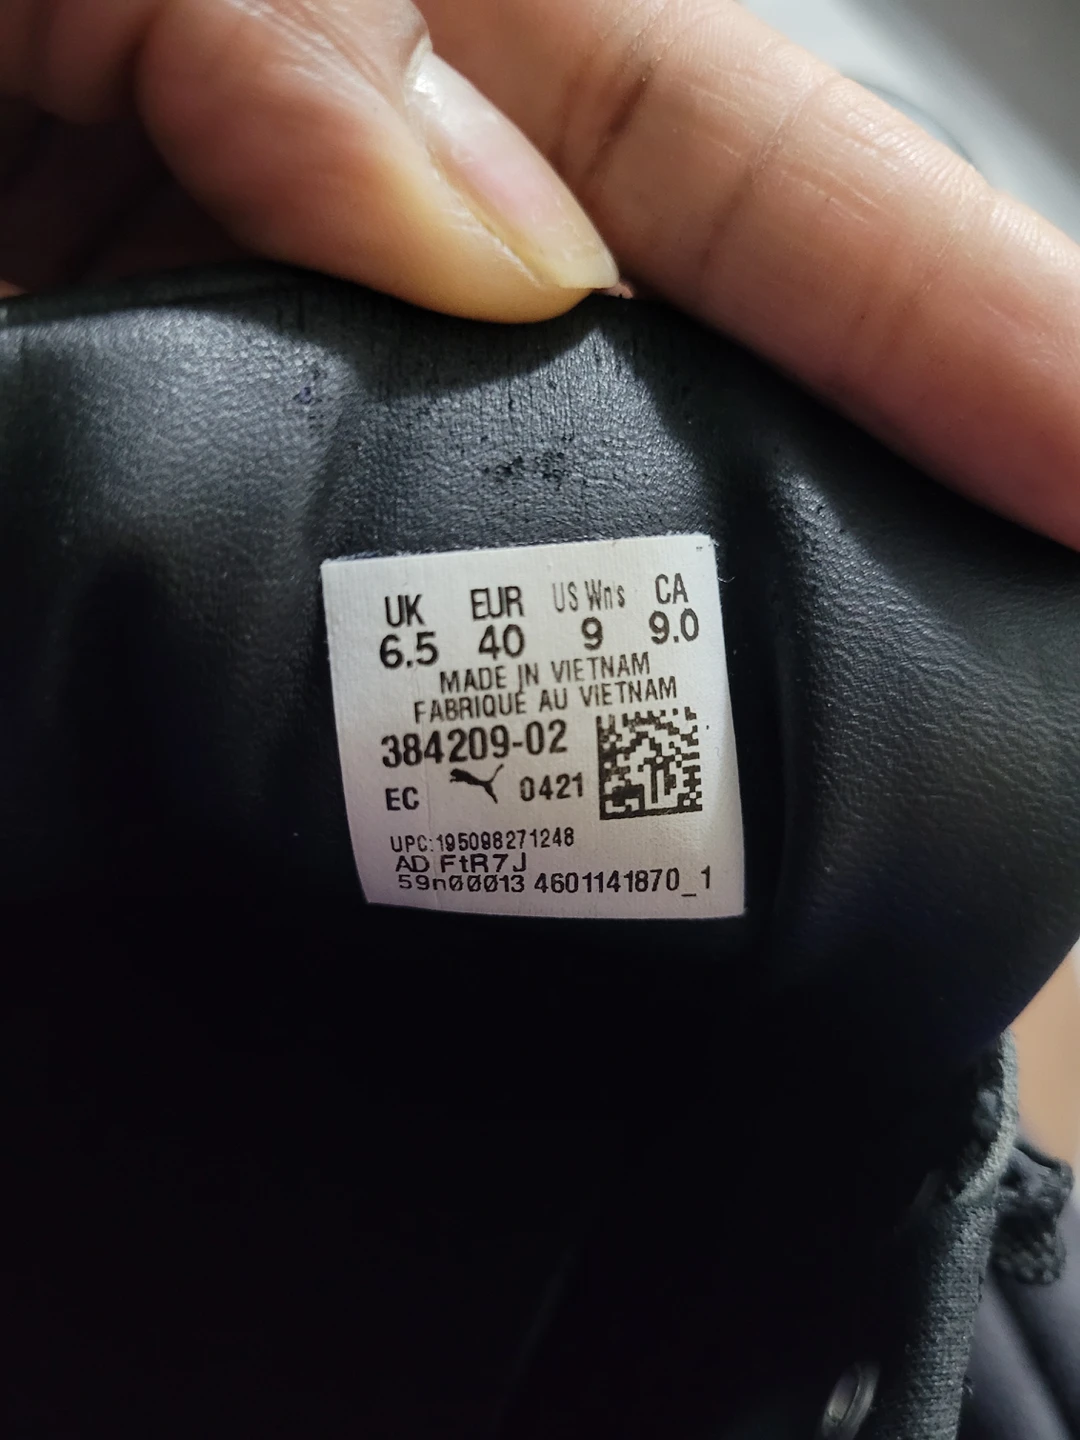 UK EUR US Wn's CA
6.5 40 9 9.0
MADE IN VIETNAM
FABRIQUÉ AU VIETNAM
384209-02
EC 0421
UPC:195098271248
AD FtR7J
59n00013 4601141870_1